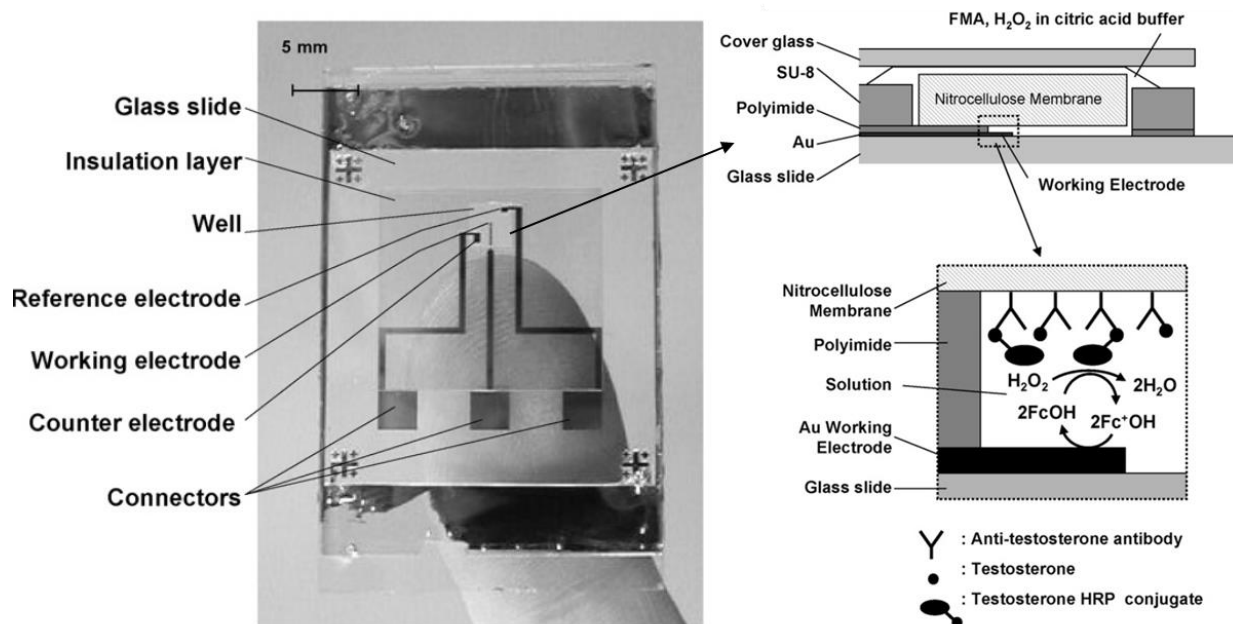 5 mm
Glass slide
Insulation layer
Well
Reference electrode
Working electrode
Counter electrode
Connectors
FMA, H₂O₂ in citric acid buffer
Cover glass
SU-8
Nitrocellulose Membrane
Polyimide
Au
Glass slide
Working Electrode
Nitrocellulose
Membrane
Polyimide
Solution
H₂O₂
2H₂O
2FcOH
2Fc⁺OH
Au Working
Electrode
Glass slide
: Anti-testosterone antibody
: Testosterone
: Testosterone HRP conjugate